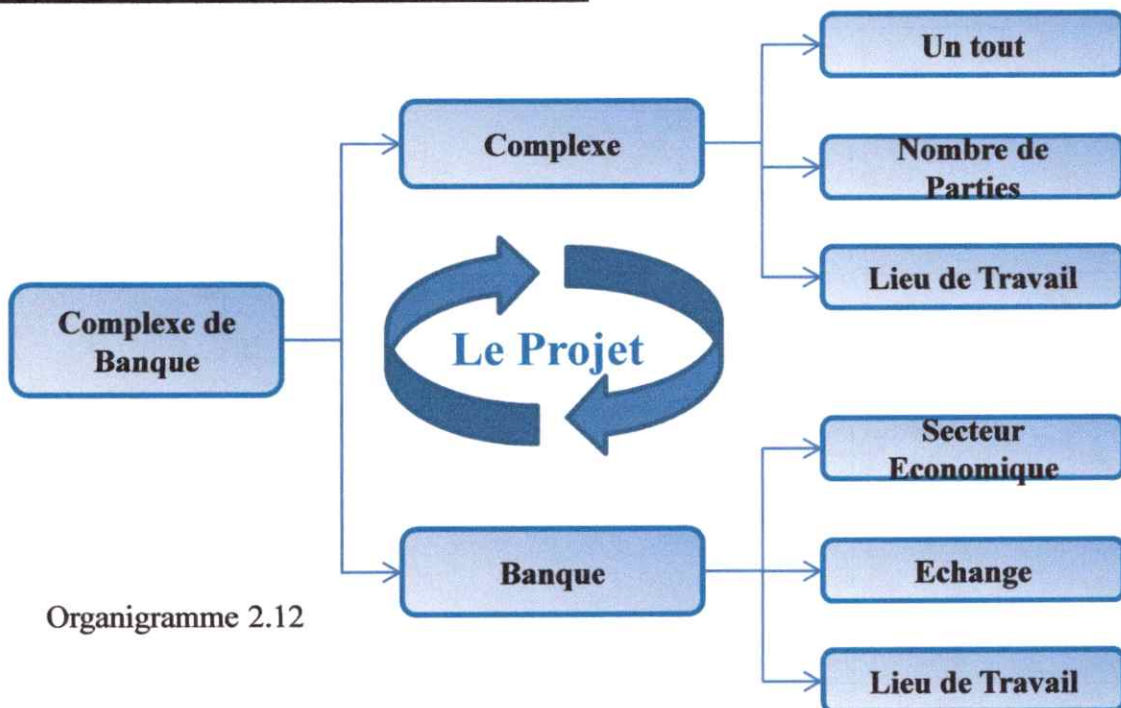 Un tout
Complexe
Nombre de
Parties
Lieu de Travail
Complexe de
Banque
Le Projet
Secteur
Economique
Banque
Echange
Organigramme 2.12
Lieu de Travail